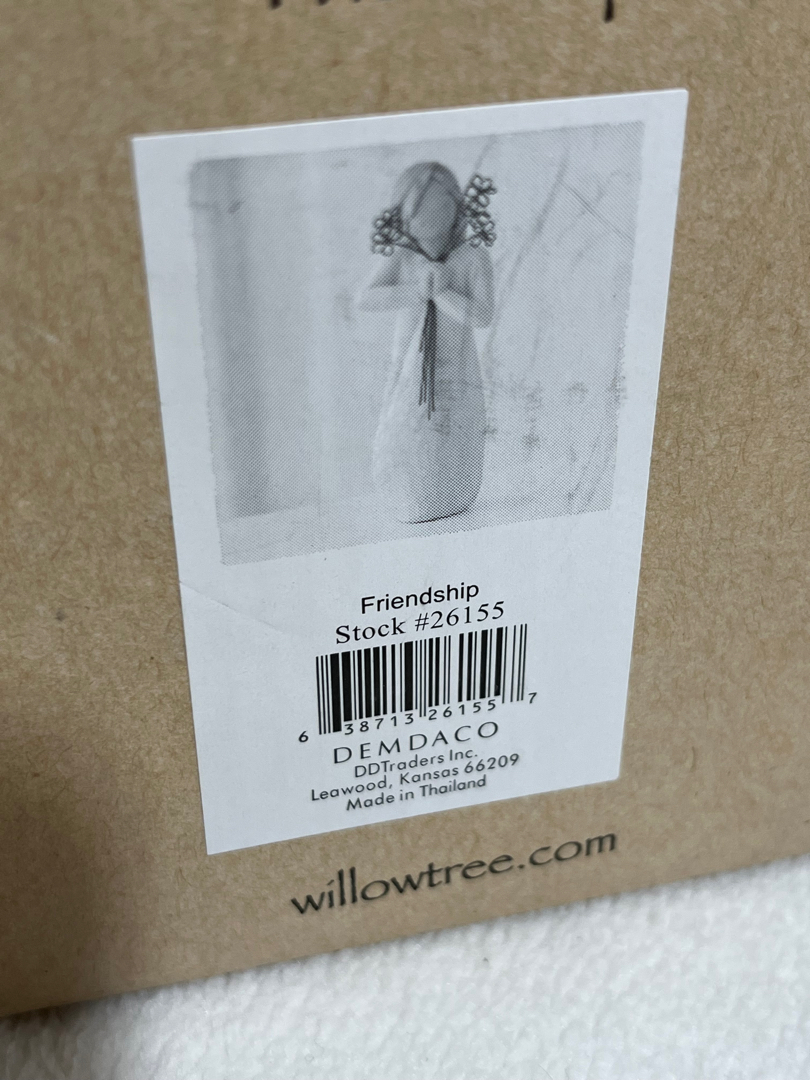 Friendship
Stock #26155
6 38713 26155 7
DEMDACO
DDTraders Inc.
Leawood, Kansas 66209
Made in Thailand
willowtree.com